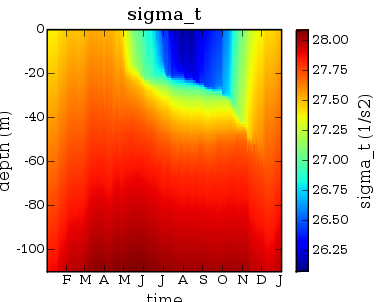 sigma_t
0
-20
-40
-60
-80
-100
depth (m)
F M A M J J A S O N D J
time
28.00
27.75
27.50
27.25
27.00
26.75
26.50
26.25
sigma_t (1/s2)